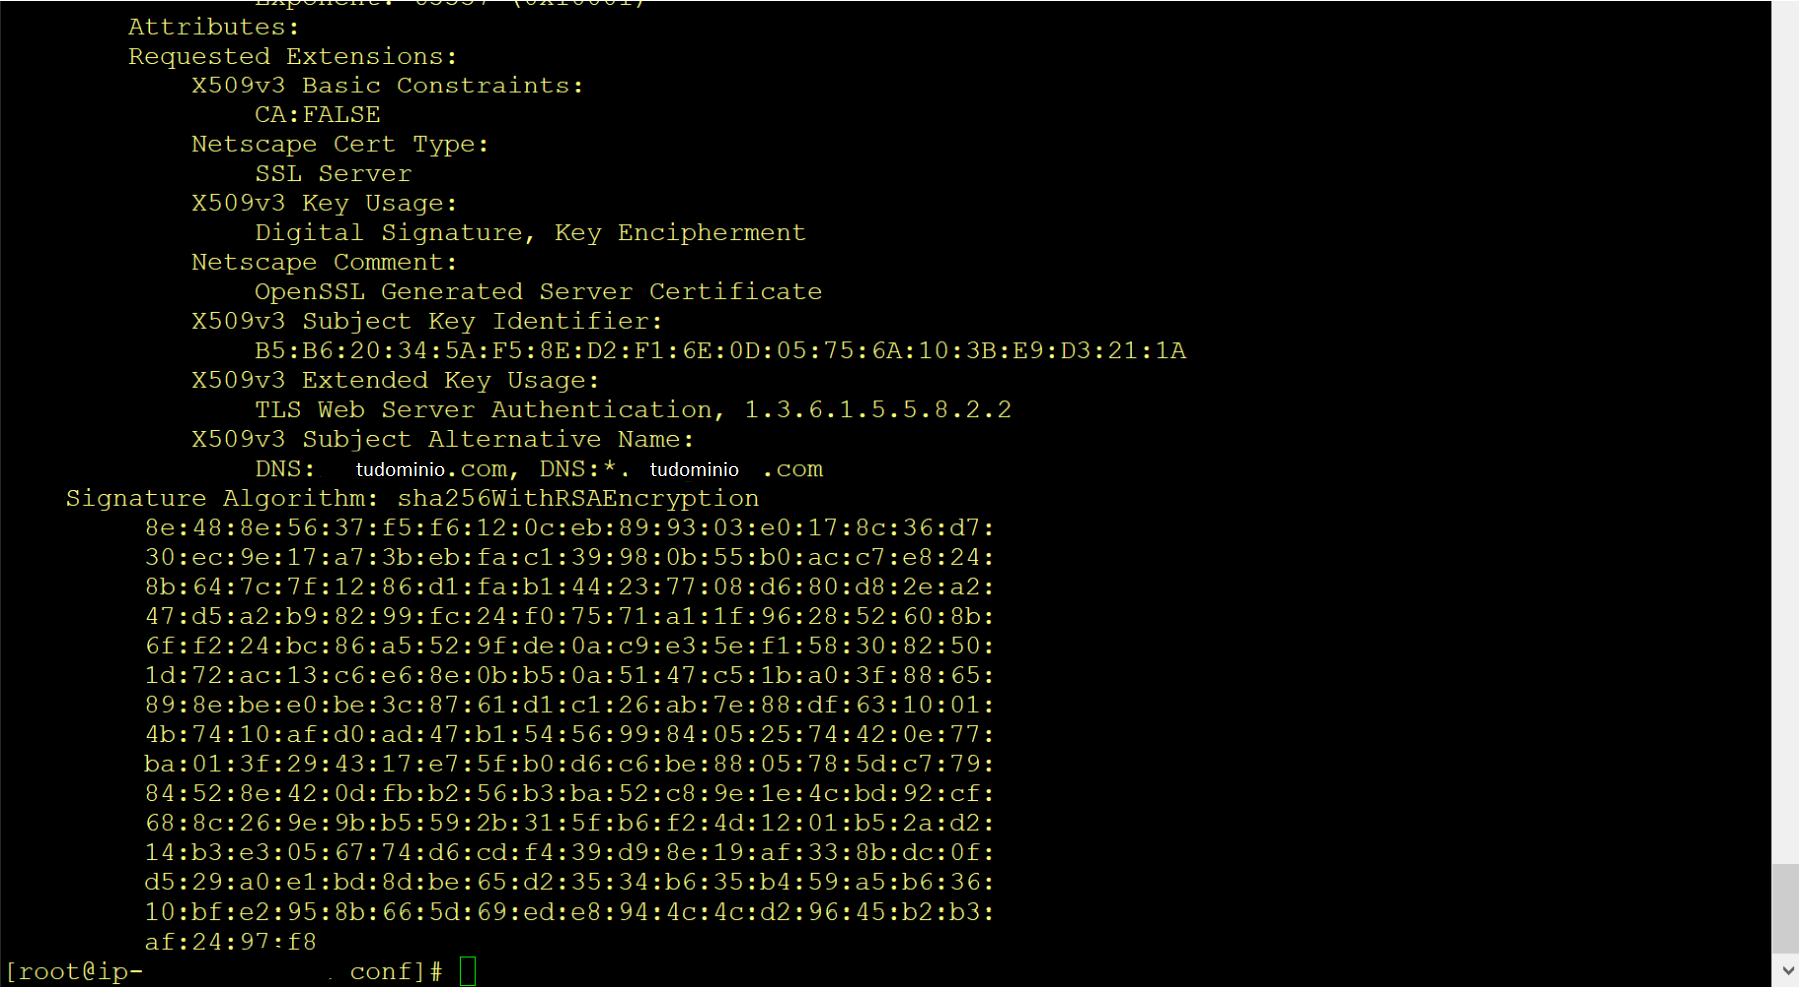 Exponent: 65537 (0x10001)
Attributes:
Requested Extensions:
X509v3 Basic Constraints:
CA:FALSE
Netscape Cert Type:
SSL Server
X509v3 Key Usage:
Digital Signature, Key Encipherment
Netscape Comment:
OpenSSL Generated Server Certificate
X509v3 Subject Key Identifier:
B5:B6:20:34:5A:F5:8E:D2:F1:6E:0D:05:75:6A:10:3B:E9:D3:21:1A
X509v3 Extended Key Usage:
TLS Web Server Authentication, 1.3.6.1.5.5.8.2.2
X509v3 Subject Alternative Name:
DNS: tudominio.com, DNS:*. tudominio .com
Signature Algorithm: sha256WithRSAEncryption
8e:48:8e:56:37:f5:f6:12:0c:eb:89:93:03:e0:17:8c:36:d7:
30:ec:9e:17:a7:3b:eb:fa:c1:39:98:0b:55:b0:ac:c7:e8:24:
8b:64:7c:7f:12:86:d1:fa:b1:44:23:77:08:d6:80:d8:2e:a2:
47:d5:a2:b9:82:99:fc:24:f0:75:71:a1:1f:96:28:52:60:8b:
6f:f2:24:bc:86:a5:52:9f:de:0a:c9:e3:5e:f1:58:30:82:50:
1d:72:ac:13:c6:e6:8e:0b:b5:0a:51:47:c5:1b:a0:3f:88:65:
89:8e:be:e0:be:3c:87:61:d1:c1:26:ab:7e:88:df:63:10:01:
4b:74:10:af:d0:ad:47:b1:54:56:99:84:05:25:74:42:0e:77:
ba:01:3f:29:43:17:e7:5f:b0:d6:c6:be:88:05:78:5d:c7:79:
84:52:8e:42:0d:fb:b2:56:b3:ba:52:c8:9e:1e:4c:bd:92:cf:
68:8c:26:9e:9b:b5:59:2b:31:5f:b6:f2:4d:12:01:b5:2a:d2:
14:b3:e3:05:67:74:d6:cd:f4:39:d9:8e:19:af:33:8b:dc:0f:
d5:29:a0:e1:bd:8d:be:65:d2:35:34:b6:35:b4:59:a5:b6:36:
10:bf:e2:95:8b:66:5d:69:ed:e8:94:4c:4c:d2:96:45:b2:b3:
af:24:97:f8
[root@ip- conf]#